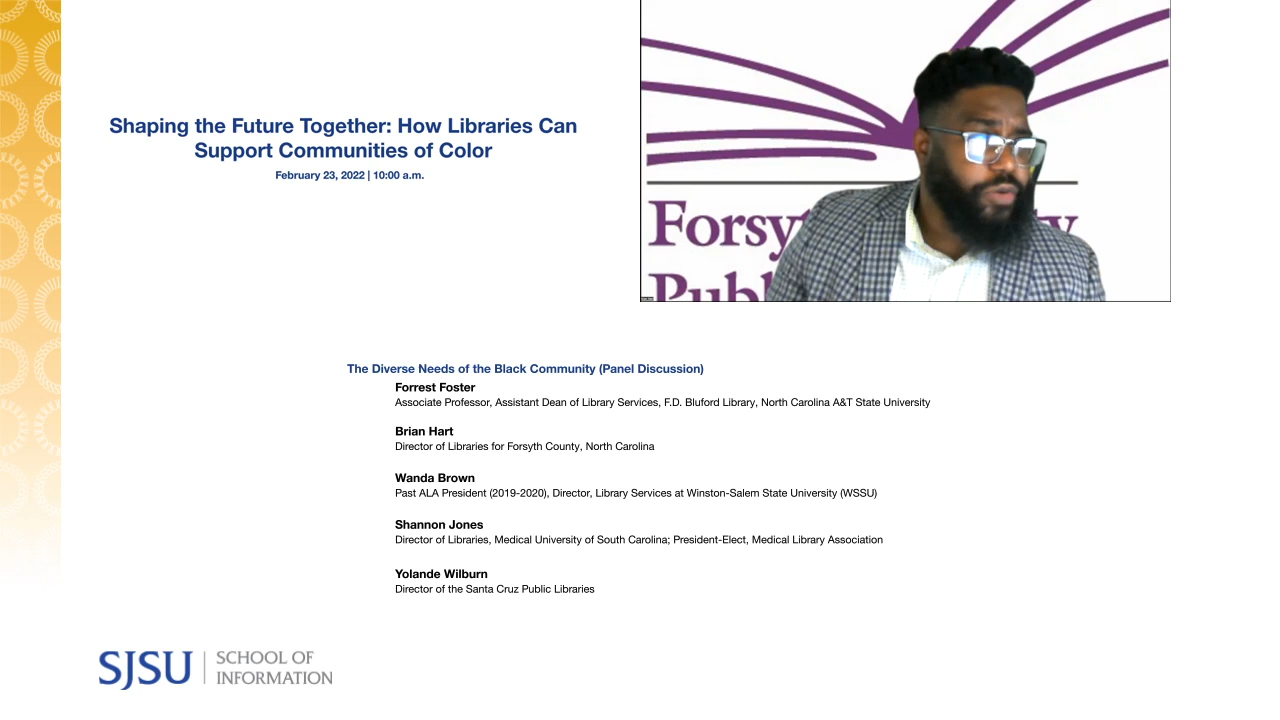 Shaping the Future Together: How Libraries Can
Support Communities of Color
February 23, 2022 | 10:00 a.m.
Forsy ty
Publ
The Diverse Needs of the Black Community (Panel Discussion)
Forrest Foster
Associate Professor, Assistant Dean of Library Services, F.D. Bluford Library, North Carolina A&T State University
Brian Hart
Director of Libraries for Forsyth County, North Carolina
Wanda Brown
Past ALA President (2019-2020), Director, Library Services at Winston-Salem State University (WSSU)
Shannon Jones
Director of Libraries, Medical University of South Carolina; President-Elect, Medical Library Association
Yolande Wilburn
Director of the Santa Cruz Public Libraries
SJSU
SCHOOL OF
INFORMATION